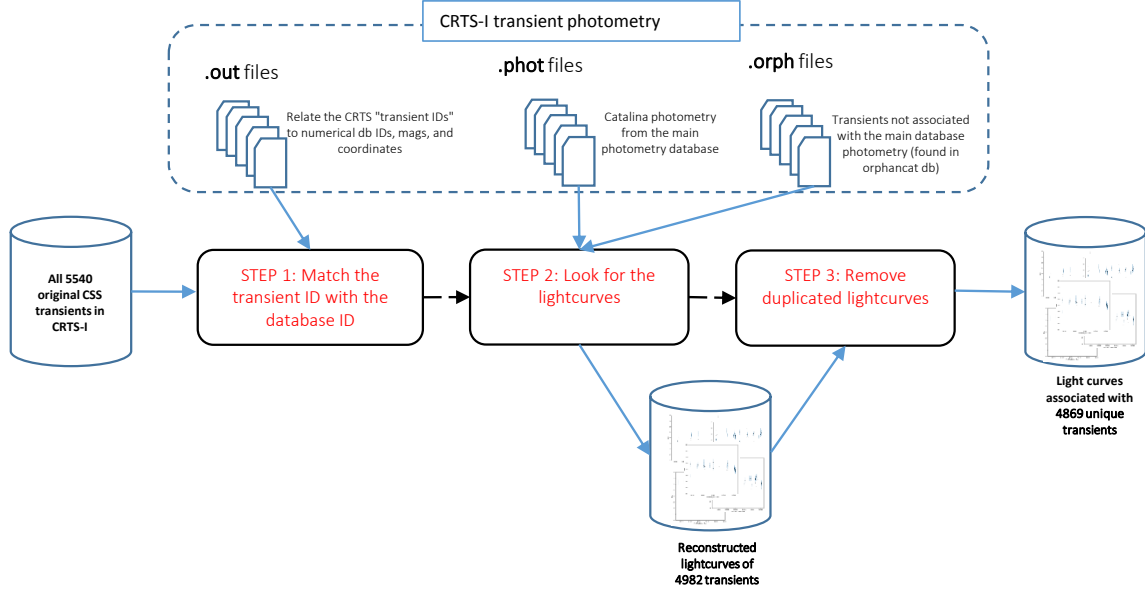 CRTS-I transient photometry
.out files
Relate the CRTS "transient IDs"
to numerical db IDs, mags, and
coordinates
.phot files
Catalina photometry
from the main
photometry database
.orph files
Transients not associated
with the main database
photometry (found in
orphancat db)
All 5540
original CSS
transients in
CRTS-I
STEP 1: Match the
transient ID with the
database ID
STEP 2: Look for the
lightcurves
STEP 3: Remove
duplicated lightcurves
Light curves
associated with
4869 unique
transients
Reconstructed
lightcurves of
4982 transients